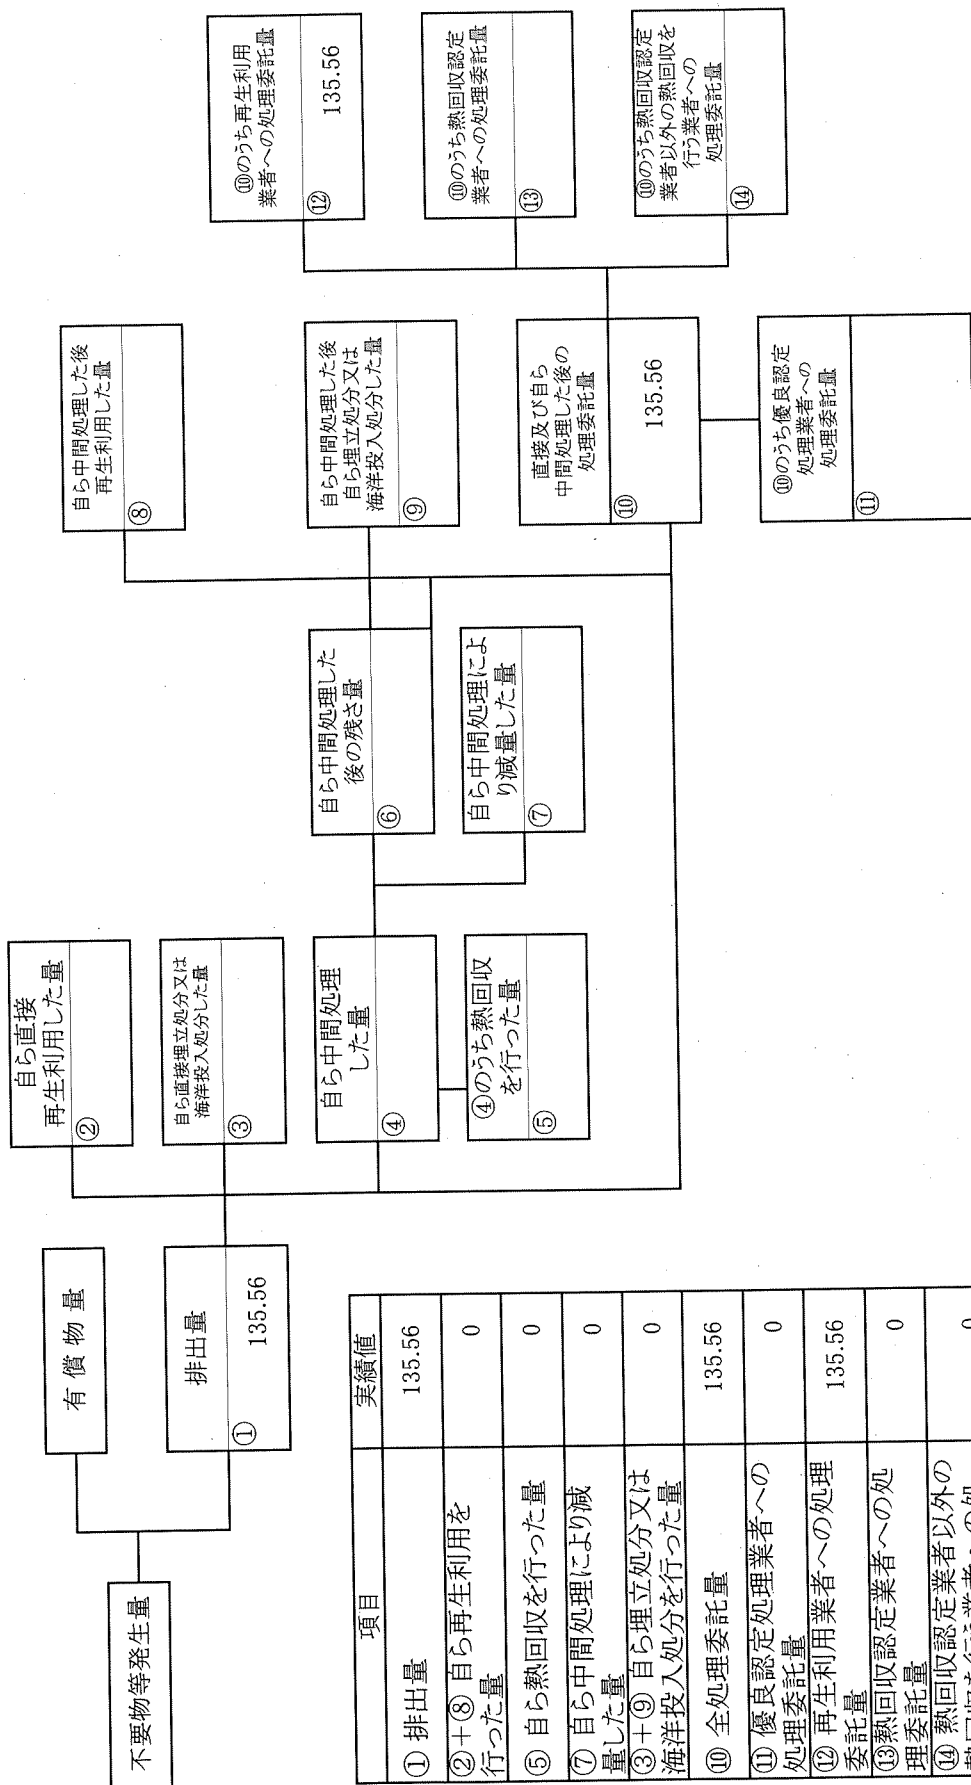 不要物等発生量
有償物量
排出量
①
135.56
自ら直接
再生利用した量
②
自ら直接埋立処分又は
海洋投入処分した量
③
自ら中間処理
した量
④
④のうち熱回収
を行った量
⑤
自ら中間処理した
後の残さ量
⑥
自ら中間処理によ
り減量した量
⑦
自ら中間処理した後
再生利用した量
⑧
自ら中間処理した後
自ら埋立処分又は
海洋投入処分した量
⑨
直接及び自ら
中間処理した後の
処理委託量
⑩
135.56
⑩のうち優良認定
処理業者への
処理委託量
⑪
⑩のうち再生利用
業者への処理委託量
⑫
135.56
⑩のうち熱回収認定
業者への処理委託量
⑬
⑩のうち熱回収認定
業者以外の熱回収を
行う業者への
処理委託量
⑭
項目 実績値
① 排出量 135.56
②+⑧ 自ら再生利用を
行った量 0
⑤ 自ら熱回収を行った量 0
⑦ 自ら中間処理により減
量した量 0
③+⑨ 自ら埋立処分又は
海洋投入処分を行った量 0
⑩ 全処理委託量 135.56
⑪ 優良認定処理業者への
処理委託量 0
⑫ 再生利用業者への処理
委託量 135.56
⑬熱回収認定業者への処
理委託量 0
⑭ 熱回収認定業者以外の
熱回収を行う業者への処 0